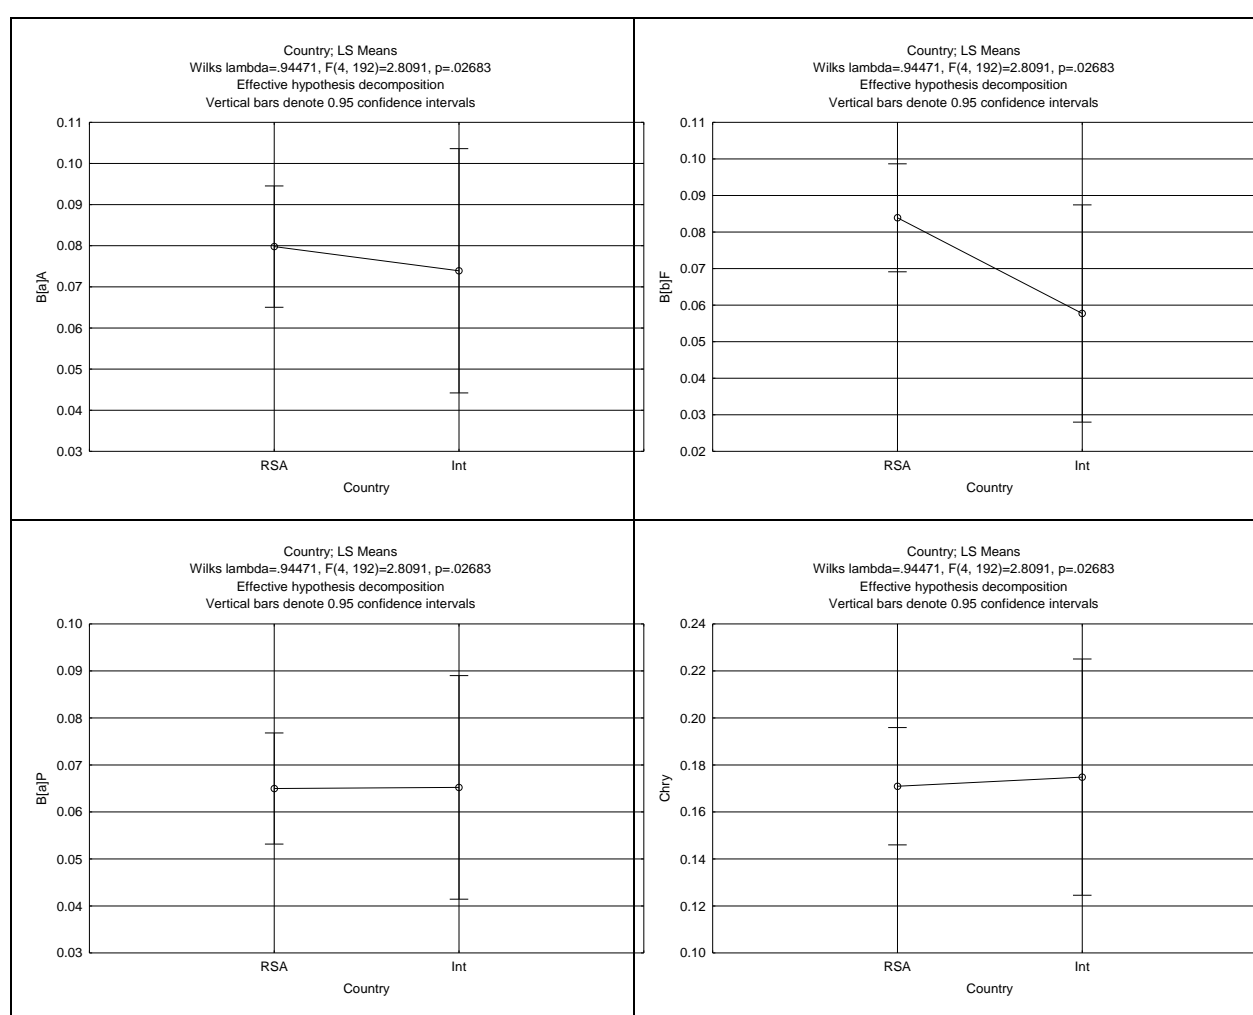 Country; LS Means
Wilks lambda=.94471, F(4, 192)=2.8091, p=.02683
Effective hypothesis decomposition
Vertical bars denote 0.95 confidence intervals
0.11
0.10
0.09
0.08
0.07
0.06
0.05
0.04
0.03
B[a]A
RSA Int
Country
Country; LS Means
Wilks lambda=.94471, F(4, 192)=2.8091, p=.02683
Effective hypothesis decomposition
Vertical bars denote 0.95 confidence intervals
0.11
0.10
0.09
0.08
0.07
0.06
0.05
0.04
0.03
0.02
B[b]F
RSA Int
Country
Country; LS Means
Wilks lambda=.94471, F(4, 192)=2.8091, p=.02683
Effective hypothesis decomposition
Vertical bars denote 0.95 confidence intervals
0.10
0.09
0.08
0.07
0.06
0.05
0.04
0.03
B[a]P
RSA Int
Country
Country; LS Means
Wilks lambda=.94471, F(4, 192)=2.8091, p=.02683
Effective hypothesis decomposition
Vertical bars denote 0.95 confidence intervals
0.24
0.22
0.20
0.18
0.16
0.14
0.12
0.10
Chry
RSA Int
Country